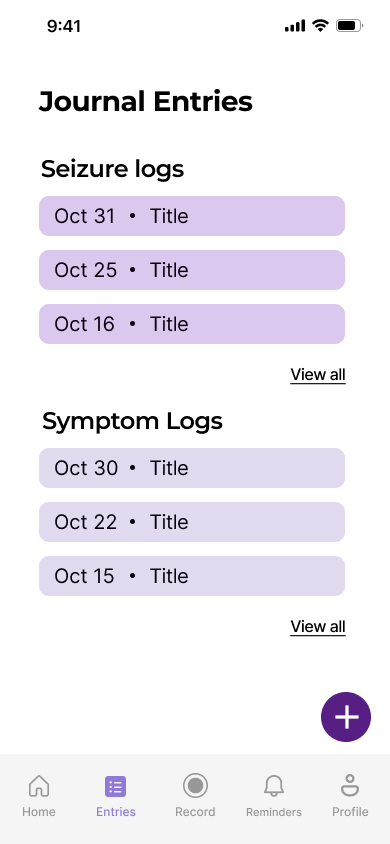 9:41
Journal Entries
Seizure logs
Oct 31 • Title
Oct 25 • Title
Oct 16 • Title
View all
Symptom Logs
Oct 30 • Title
Oct 22 • Title
Oct 15 • Title
View all
Home Entries Record Reminders Profile